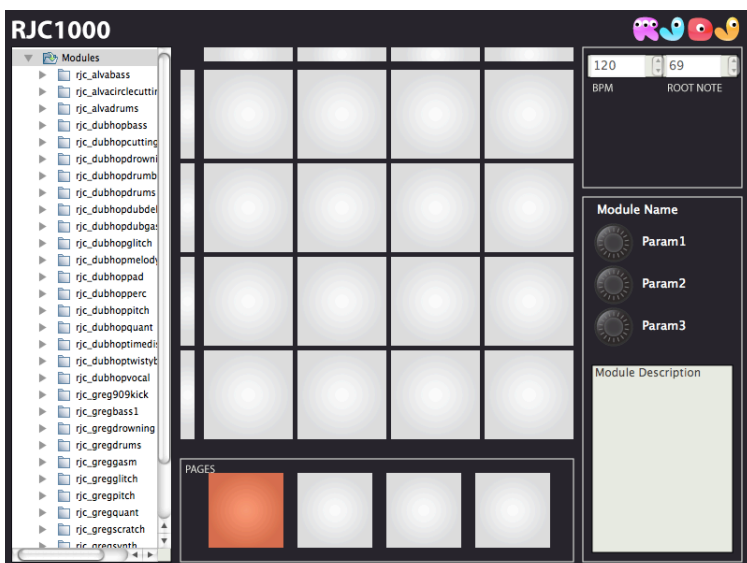 RJC1000
Modules
rjc_alvabass
rjc_alvacirclecuttin
rjc_alvadrums
rjc_dubhopbass
rjc_dubhopcutting
rjc_dubhopdrowni
rjc_dubhopdrumb
rjc_dubhopdrums
rjc_dubhopdubdel
rjc_dubhopdubgas
rjc_dubhopglitch
rjc_dubhopmelody
rjc_dubhoppad
rjc_dubhopperc
rjc_dubhoppitch
rjc_dubhopquant
rjc_dubhoptimedis
rjc_dubhoptwistyb
rjc_dubhopvocal
rjc_greg909kick
rjc_gregbass1
rjc_gregdrowning
rjc_gregdrums
rjc_greggasm
rjc_gregglitch
rjc_gregpitch
rjc_gregquant
rjc_gregscratch
rjc_gregsynth
PAGES
120
69
BPM
ROOT NOTE
Module Name
Param1
Param2
Param3
Module Description